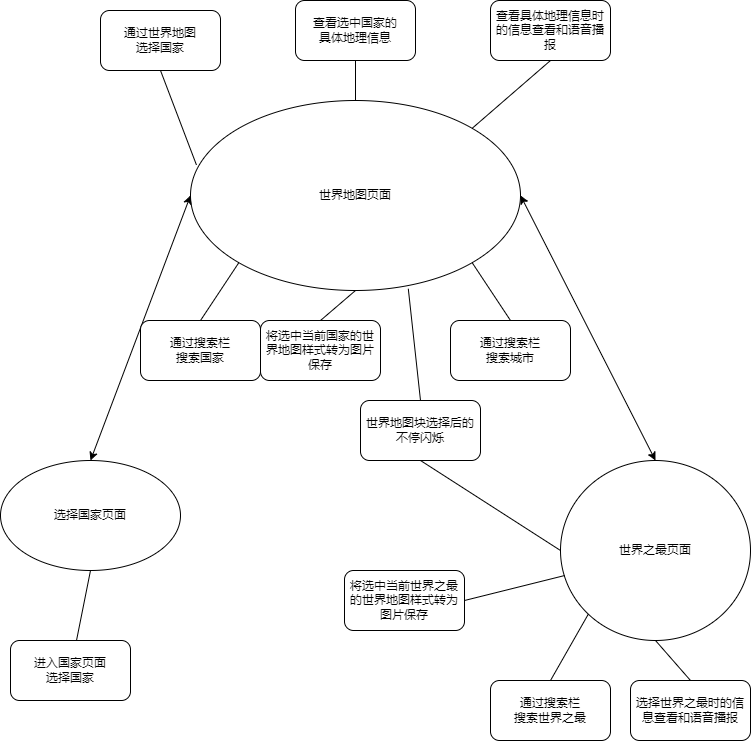 通过世界地图
选择国家
查看选中国家的
具体地理信息
查看具体地理信息时
的信息查看和语音播
报
世界地图页面
通过搜索栏
搜索国家
将选中当前国家的世
界地图样式转为图片
保存
通过搜索栏
搜索城市
世界地图块选择后的
不停闪烁
选择国家页面
世界之最页面
将选中当前世界之最
的世界地图样式转为
图片保存
进入国家页面
选择国家
通过搜索栏
搜索世界之最
选择世界之最时的信
息查看和语音播报